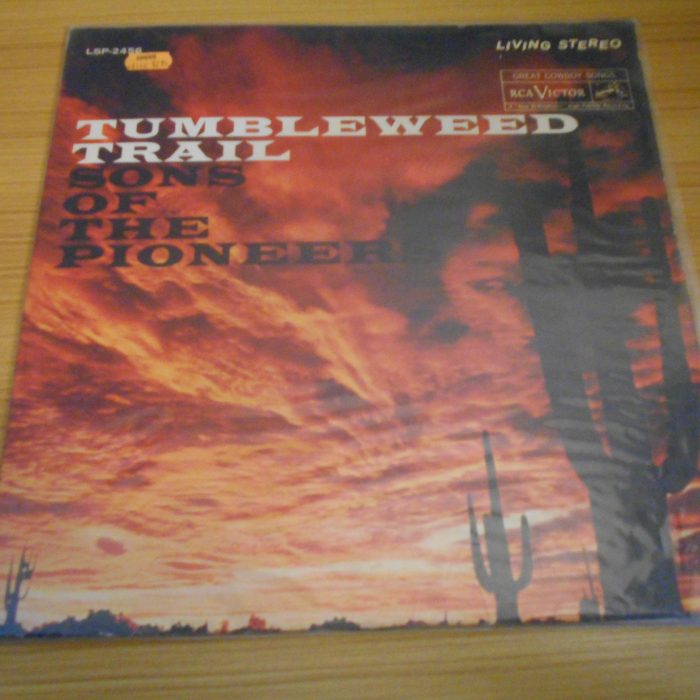 LSP-2456
LIVING STEREO
GREAT COWBOY SONGS
RCA VICTOR
TUMBLEWEED
TRAIL
SONS
OF
THE
PIONEERS